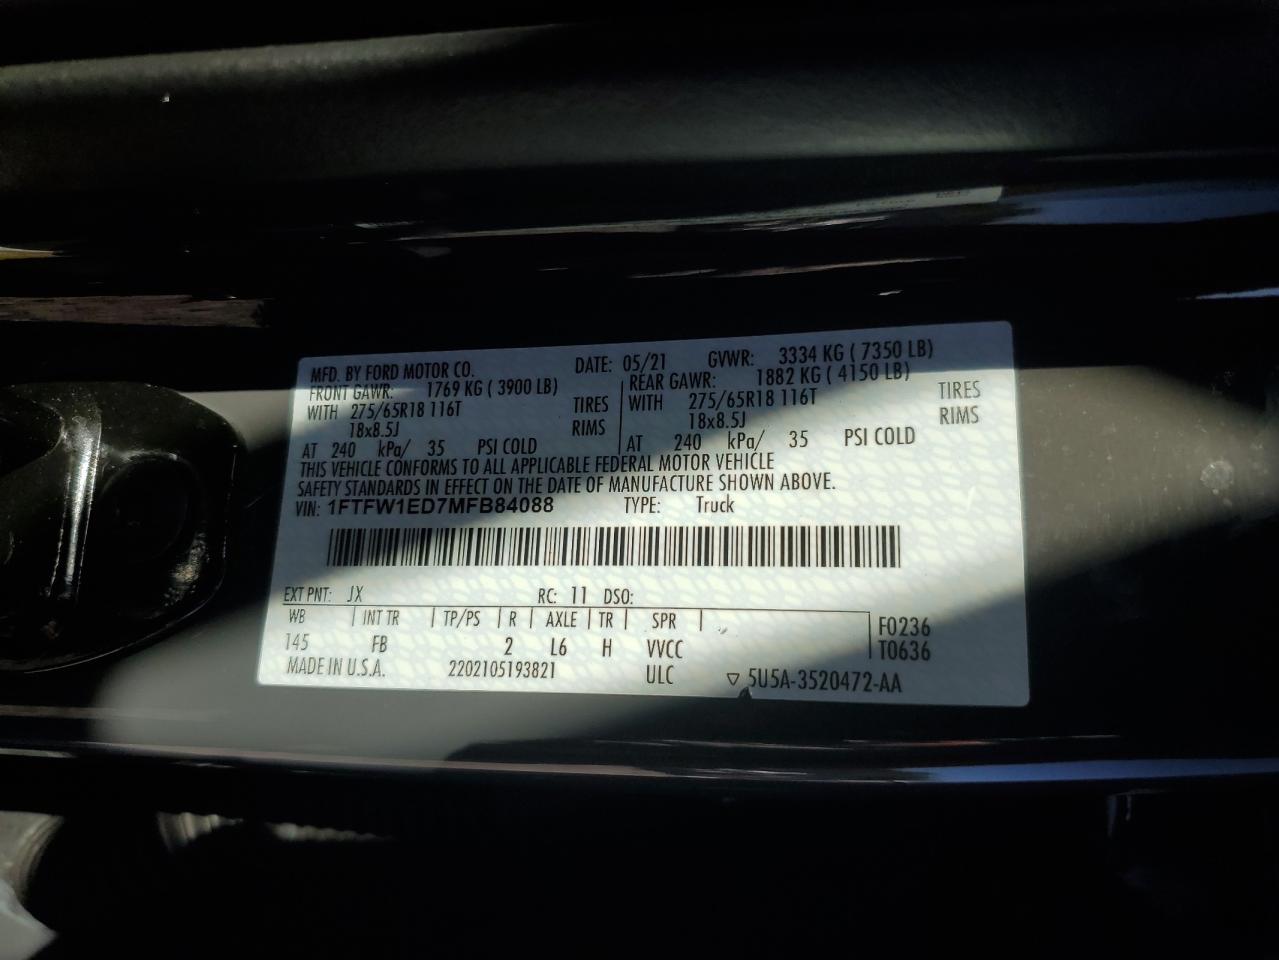 MFD. BY FORD MOTOR CO. DATE: 05/21 GVWR: 3334 KG ( 7350 LB)
FRONT GAWR: 1769 KG ( 3900 LB) REAR GAWR: 1882 KG ( 4150 LB)
WITH 275/65R18 116T TIRES WITH 275/65R18 116T TIRES
18x8.5J RIMS 18x8.5J RIMS
AT 240 kPa/ 35 PSI COLD AT 240 kPa/ 35 PSI COLD
THIS VEHICLE CONFORMS TO ALL APPLICABLE FEDERAL MOTOR VEHICLE
SAFETY STANDARDS IN EFFECT ON THE DATE OF MANUFACTURE SHOWN ABOVE.
VIN: 1FTFW1ED7MFB84088 TYPE: Truck
EXT PNT: JX RC: 11 DSO:
WB INT TR TP/PS R AXLE TR SPR F0236
145 FB 2 L6 H VVCC T0636
MADE IN U.S.A. 2202105193821 ULC ▽ 5U5A-3520472-AA